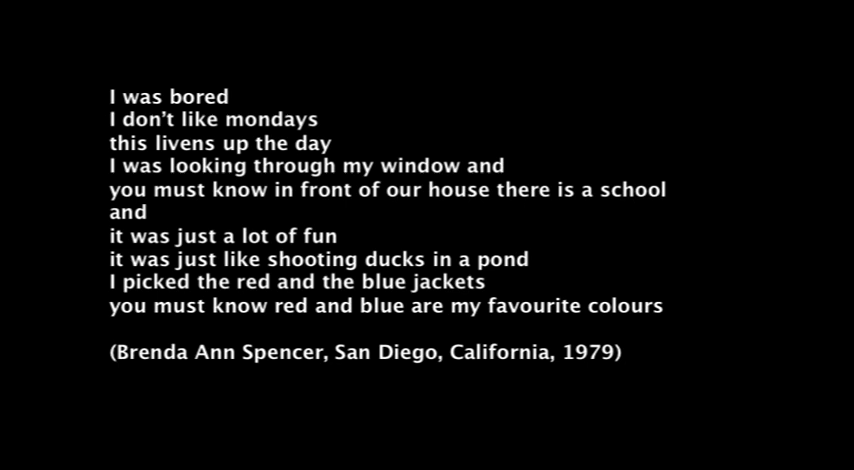 I was bored
I don’t like mondays
this livens up the day
I was looking through my window and
you must know in front of our house there is a school
and
it was just a lot of fun
it was just like shooting ducks in a pond
I picked the red and the blue jackets
you must know red and blue are my favourite colours
(Brenda Ann Spencer, San Diego, California, 1979)